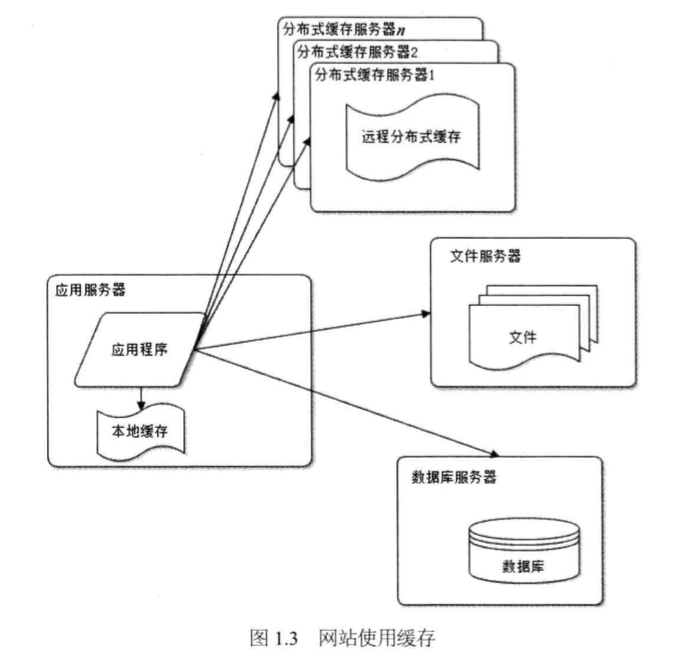 分布式缓存服务器n
分布式缓存服务器2
分布式缓存服务器1
远程分布式缓存
文件服务器
应用服务器
应用程序
文件
本地缓存
数据库服务器
数据库
图 1.3 网站使用缓存